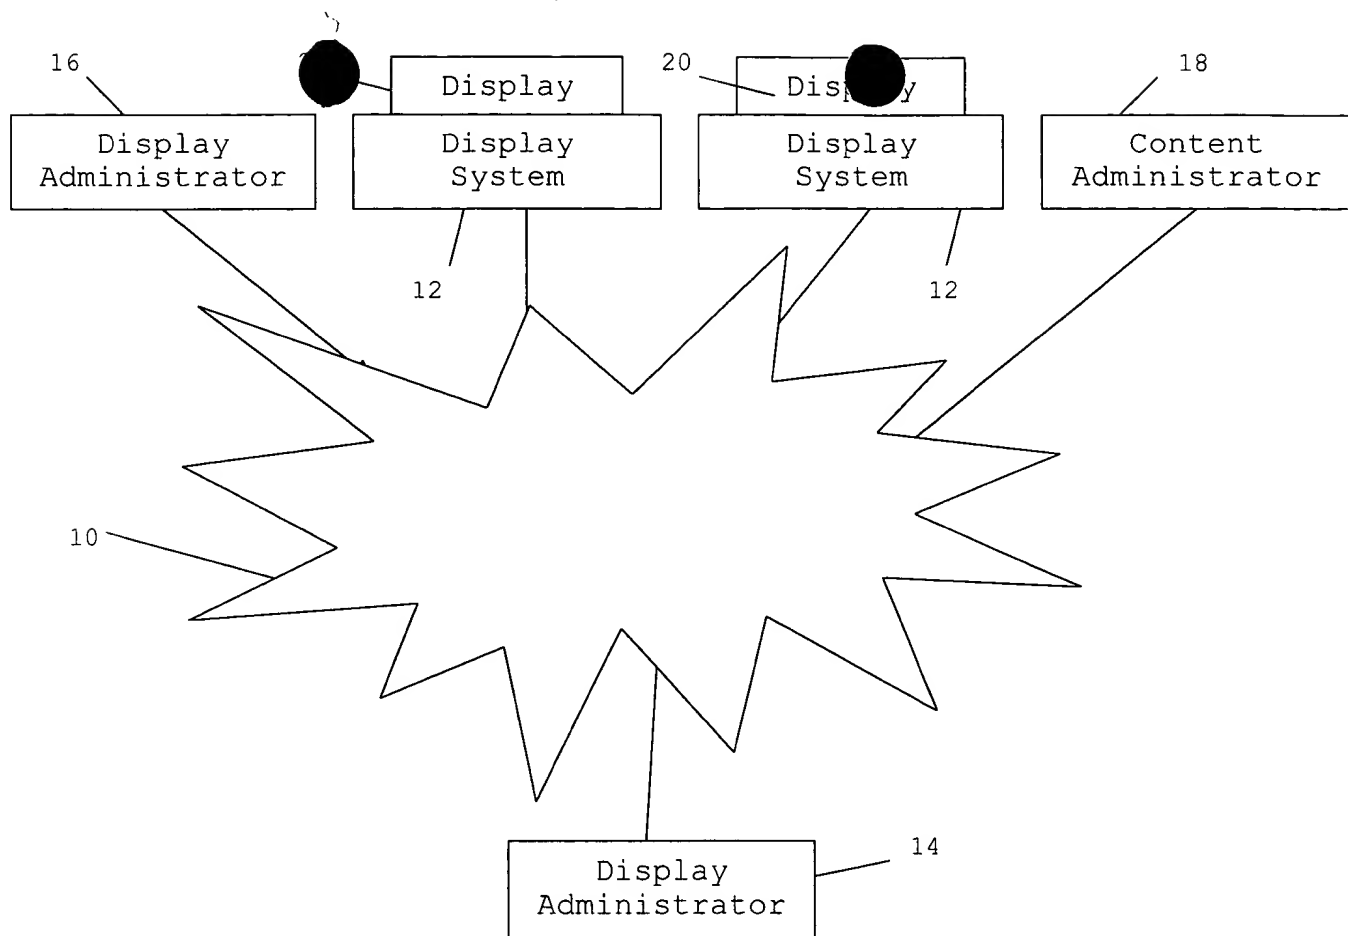 16
Display
20
18
Display
Administrator
Display
System
Display
System
Content
Administrator
12
12
10
14
Display
Administrator